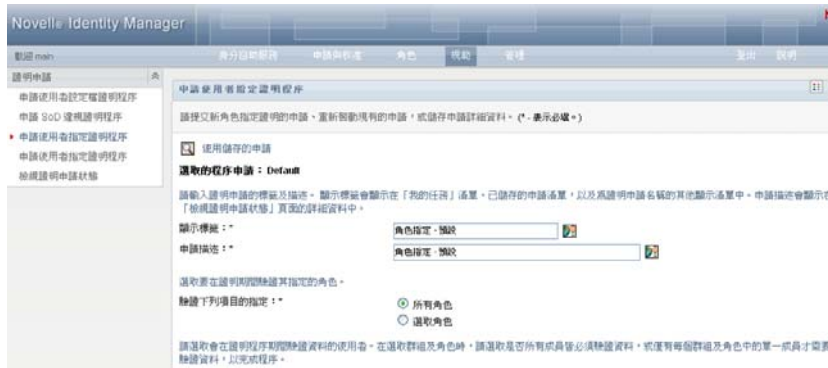 Novell® Identity Manager
歡迎 main
身分自助服務 申請與核准 角色 規範 管理 登出 說明
證明申請
申請使用者設定檔證明程序
申請 SoD 違規證明程序
申請使用者指定證明程序
申請使用者指定證明程序
檢視證明申請狀態
申請使用者指定證明程序
請提交新角色指定證明的申請、重新啟動現有的申請,或儲存申請詳細資料。(* - 表示必填。)
使用儲存的申請
選取的程序申請: Default
請輸入證明申請的標籤及描述。顯示標籤會顯示在「我的任務」清單、已儲存的申請清單,以及為證明申請名稱的其他顯示清單中。申請描述會顯示在
「檢視證明申請狀態」頁面的詳細資料中。
顯示標籤:* 角色指定 - 預設
申請描述:* 角色指定 - 預設
選取要在證明期間驗證其指定的角色。
驗證下列項目的指定:* 所有角色
選取角色
請選取會在證明程序期間驗證資料的使用者。在選取群組及角色時,請選取是否所有成員皆必須驗證資料,或僅有每個群組及角色中的單一成員才需要
驗證資料,以完成程序。